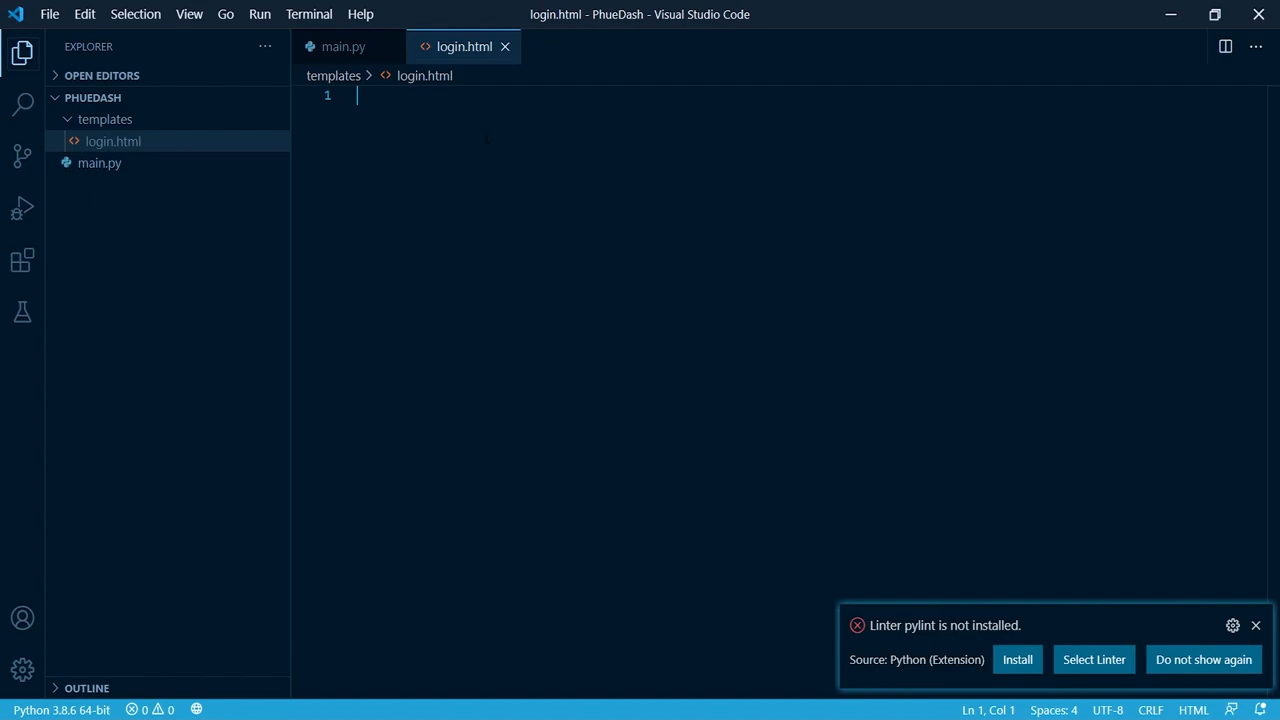 File Edit Selection View Go Run Terminal Help login.html - PhueDash - Visual Studio Code
EXPLORER
main.py login.html
OPEN EDITORS
templates > login.html
PHUEDASH
1
templates
login.html
main.py
Linter pylint is not installed.
Source: Python (Extension) Install Select Linter Do not show again
OUTLINE
Python 3.8.6 64-bit 0 0 Ln 1, Col 1 Spaces: 4 UTF-8 CRLF HTML